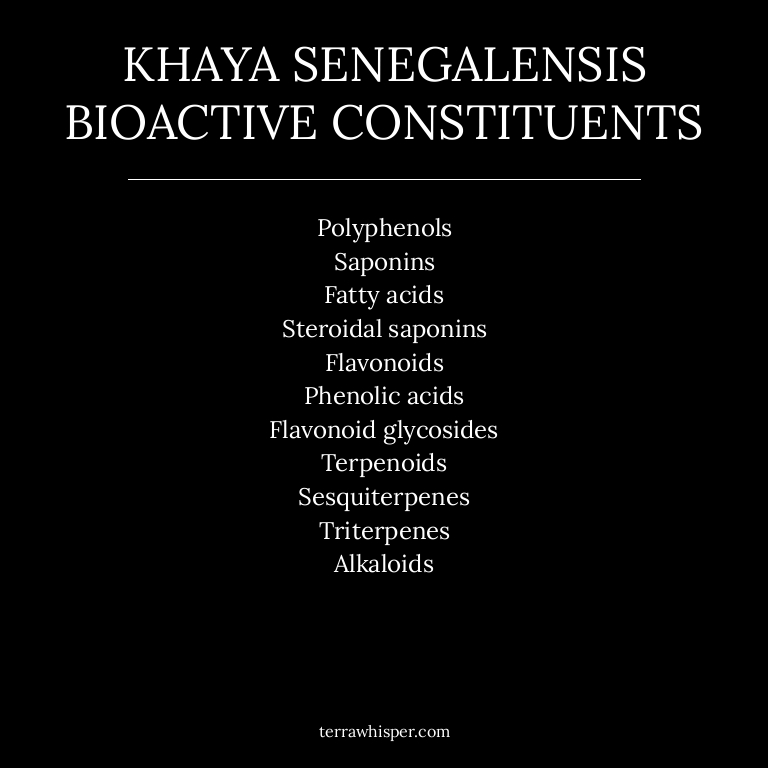 KHAYA SENEGALENSIS
BIOACTIVE CONSTITUENTS
Polyphenols
Saponins
Fatty acids
Steroidal saponins
Flavonoids
Phenolic acids
Flavonoid glycosides
Terpenoids
Sesquiterpenes
Triterpenes
Alkaloids
terrawhisper.com